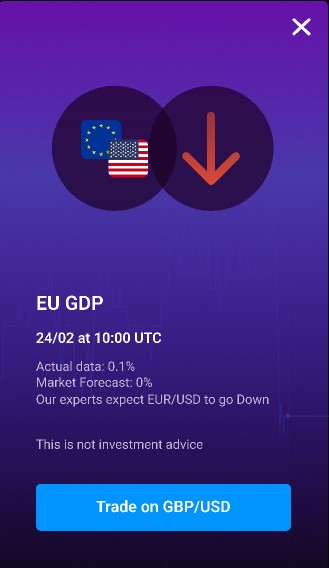 EU GDP
24/02 at 10:00 UTC
Actual data: 0.1%
Market Forecast: 0%
Our experts expect EUR/USD to go Down
This is not investment advice
Trade on GBP/USD